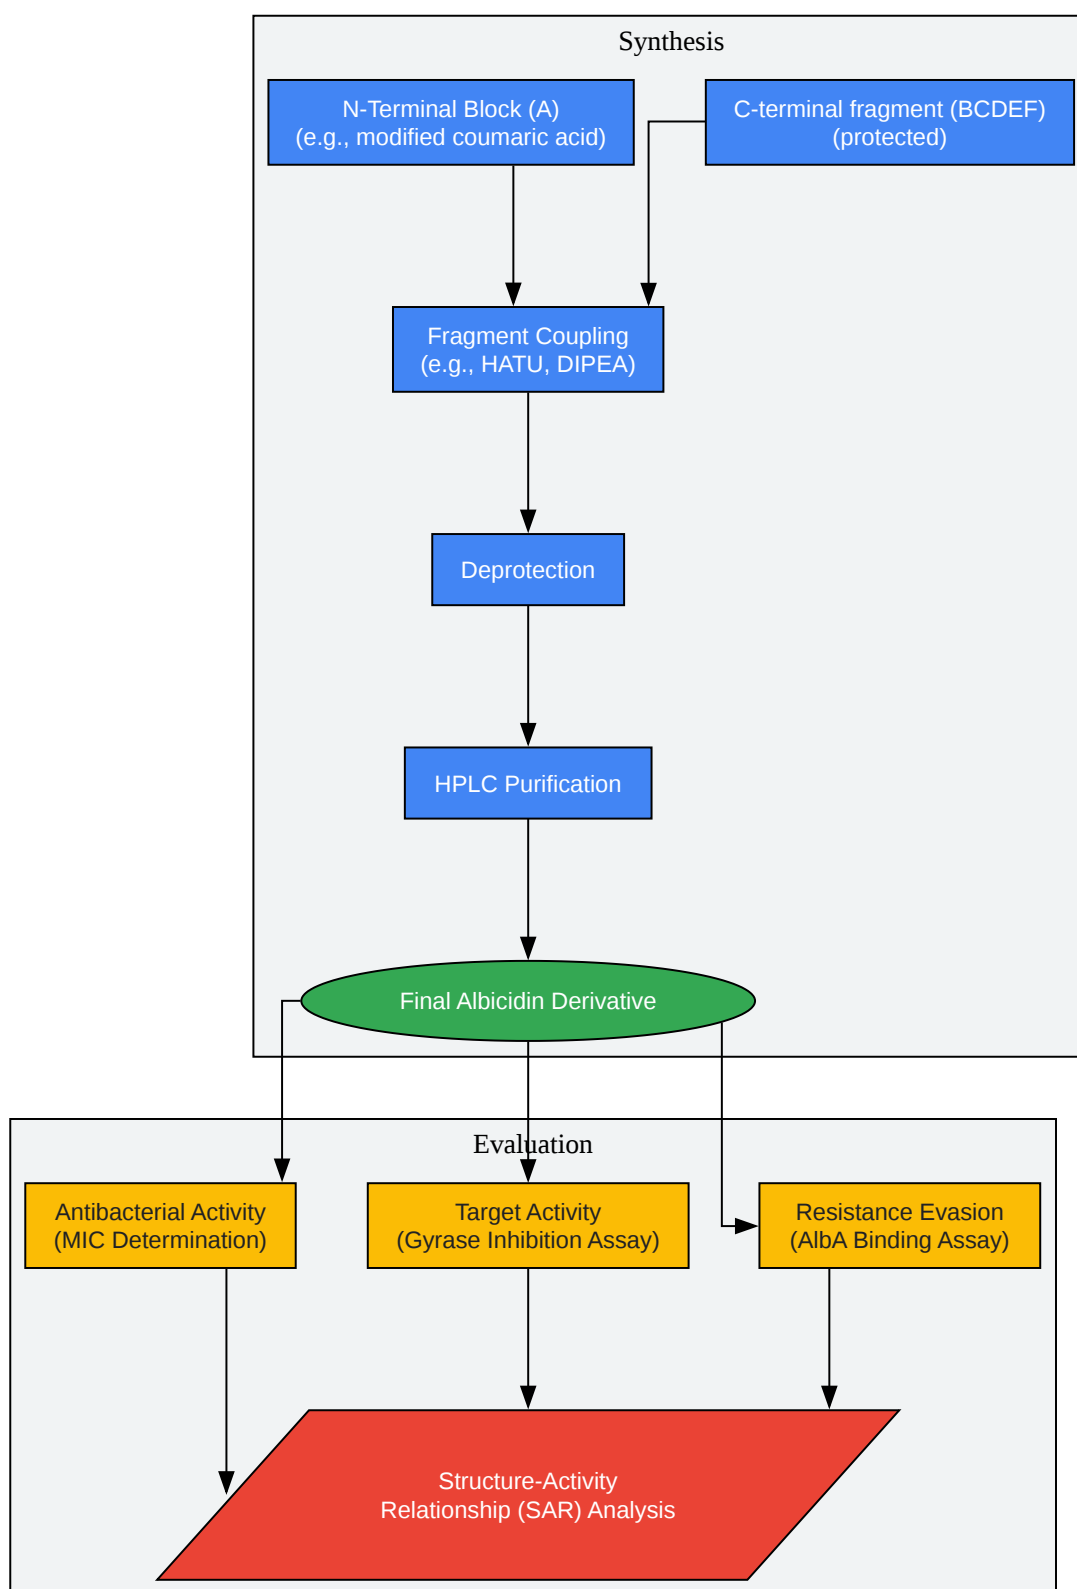 Synthesis
N-Terminal Block (A)
(e.g., modified coumaric acid)
C-terminal fragment (BCDEF)
(protected)
Fragment Coupling
(e.g., HATU, DIPEA)
Deprotection
HPLC Purification
Final Albicidin Derivative
Evaluation
Antibacterial Activity
(MIC Determination)
Target Activity
(Gyrase Inhibition Assay)
Resistance Evasion
(AlbA Binding Assay)
Structure-Activity
Relationship (SAR) Analysis